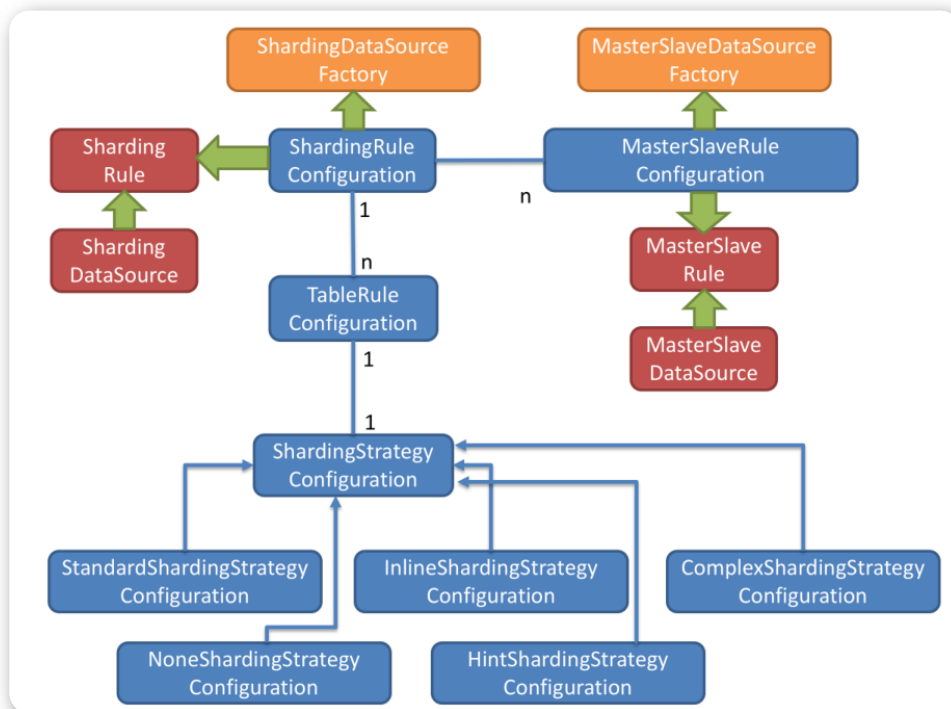 ShardingDataSource
Factory
MasterSlaveDataSource
Factory
Sharding
Rule
ShardingRule
Configuration
MasterSlaveRule
Configuration
n
1
Sharding
DataSource
MasterSlave
Rule
n
TableRule
Configuration
MasterSlave
DataSource
1
1
ShardingStrategy
Configuration
StandardShardingStrategy
Configuration
InlineShardingStrategy
Configuration
ComplexShardingStrategy
Configuration
NoneShardingStrategy
Configuration
HintShardingStrategy
Configuration